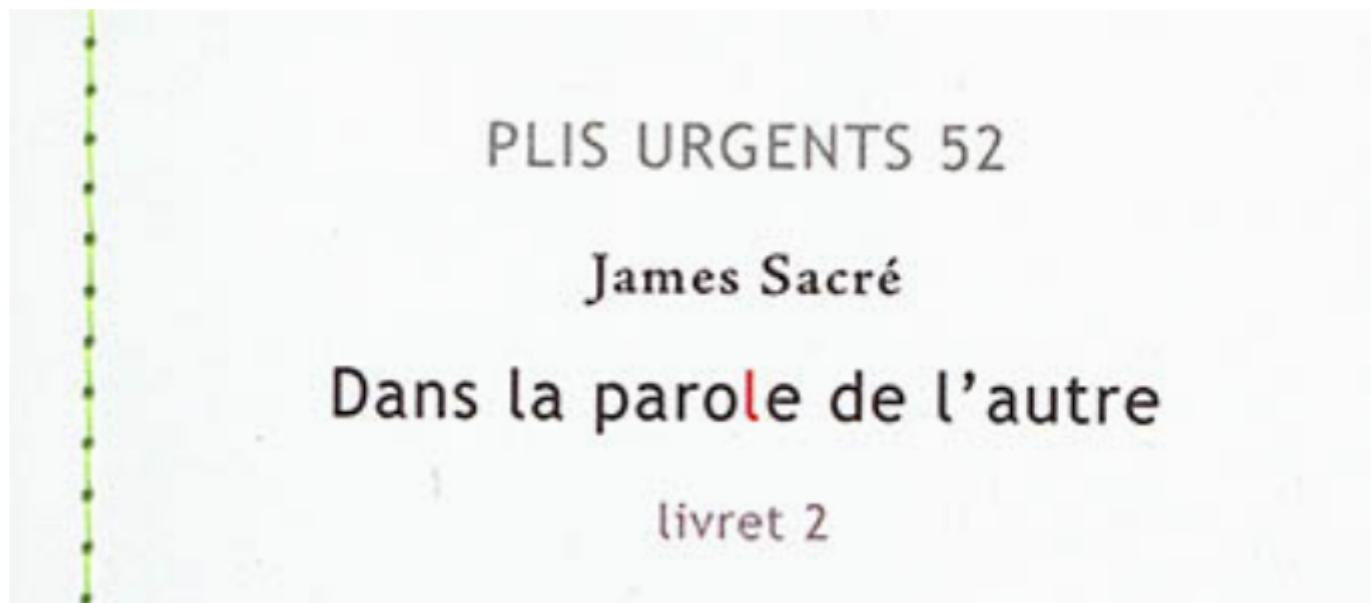 PLIS URGENTS 52
James Sacré
Dans la parole de l’autre
livret 2